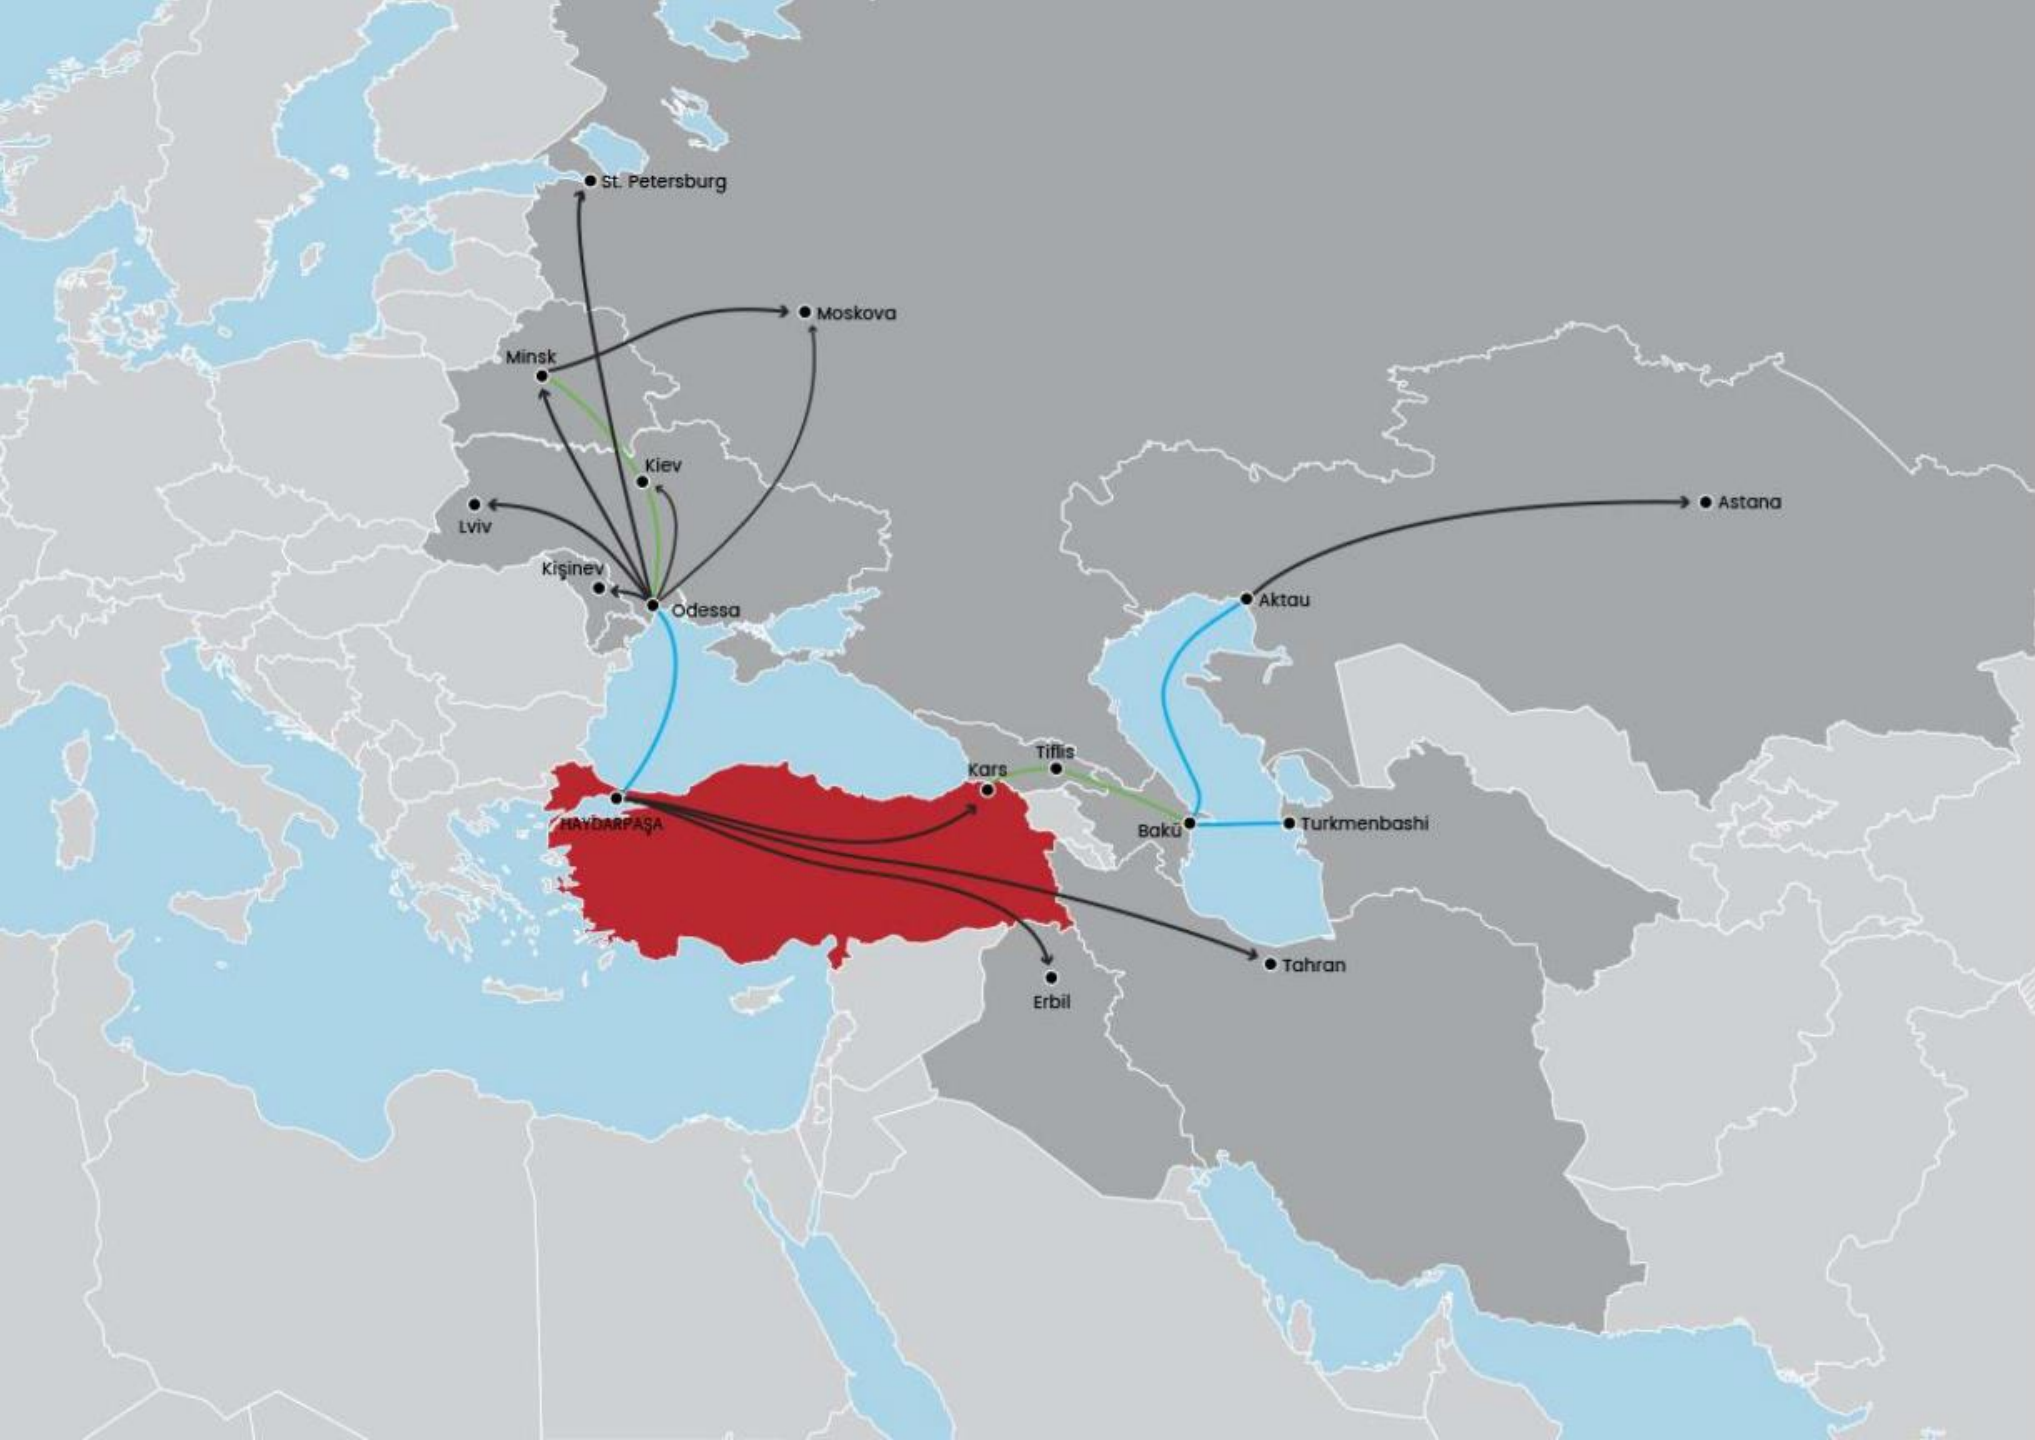 St. Petersburg
Moskova
Minsk
Kiev
Lviv
Astana
Kişinev
Odessa
Aktau
Tiflis
Kars
HAYDARPAŞA
Bakü
Turkmenbashi
Tahran
Erbil